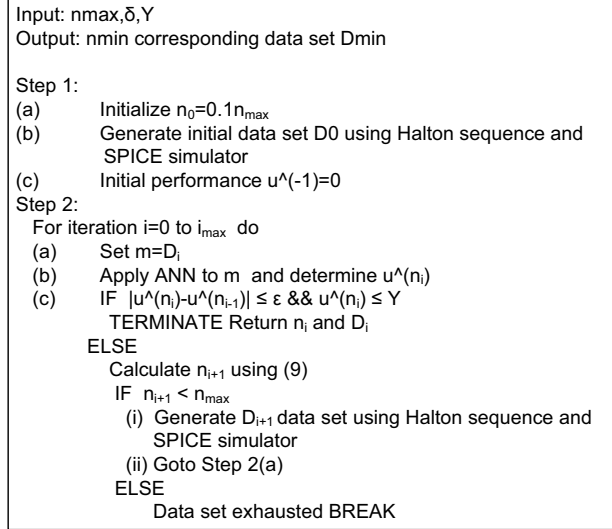 Input: nmax,δ,Y
Output: nmin corresponding data set Dmin
Step 1:
(a) Initialize n₀=0.1nₘₐₓ
(b) Generate initial data set D0 using Halton sequence and
SPICE simulator
(c) Initial performance u^(-1)=0
Step 2:
For iteration i=0 to iₘₐₓ do
(a) Set m=Dᵢ
(b) Apply ANN to m and determine u^(nᵢ)
(c) IF |u^(nᵢ)-u^(nᵢ₋₁)| ≤ ε && u^(nᵢ) ≤ Y
TERMINATE Return nᵢ and Dᵢ
ELSE
Calculate nᵢ₊₁ using (9)
IF nᵢ₊₁ < nₘₐₓ
(i) Generate Dᵢ₊₁ data set using Halton sequence and
SPICE simulator
(ii) Goto Step 2(a)
ELSE
Data set exhausted BREAK